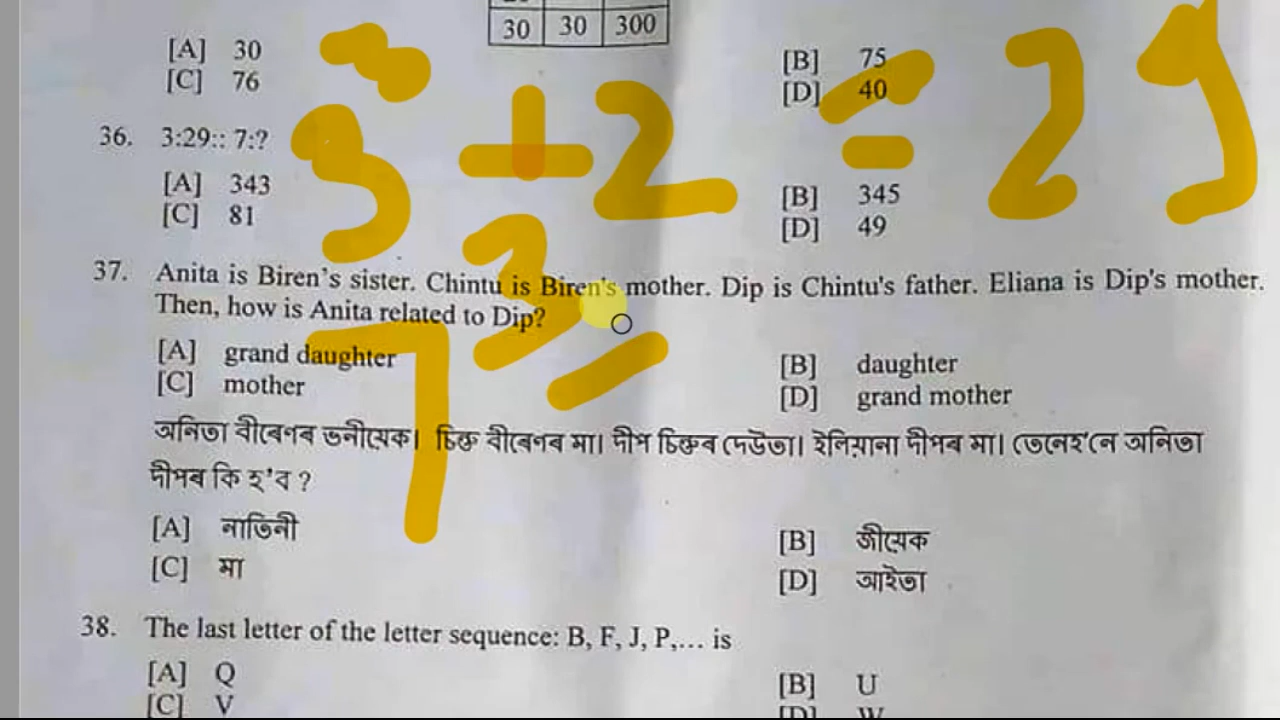 30 30 300
[A] 30 [B] 75
[C] 76 [D] 40
3³ + 2 = 29
36. 3:29:: 7:?
[A] 343 [B] 345
[C] 81 [D] 49
7³ =
37. Anita is Biren's sister. Chintu is Biren's mother. Dip is Chintu's father. Eliana is Dip's mother.
Then, how is Anita related to Dip?
[A] grand daughter [B] daughter
[C] mother [D] grand mother
অনিতা বীৰেণৰ ভনীয়েক। চিন্তু বীৰেণৰ মা। দীপ চিন্তুৰ দেউতা। ইলিয়ানা দীপৰ মা। তেনেহ'লে অনিতা
দীপৰ কি হ'ব ?
[A] নাতিনী [B] জীয়েক
[C] মা [D] আইতা
38. The last letter of the letter sequence: B, F, J, P,... is
[A] Q [B] U
[C] V [D] W